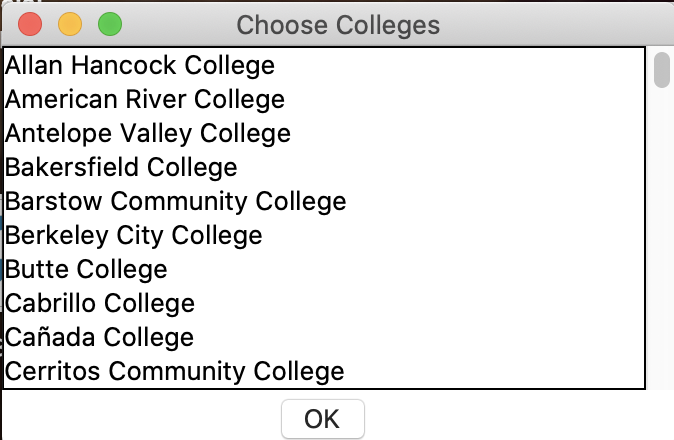 Choose Colleges
Allan Hancock College
American River College
Antelope Valley College
Bakersfield College
Barstow Community College
Berkeley City College
Butte College
Cabrillo College
Cañada College
Cerritos Community College
OK